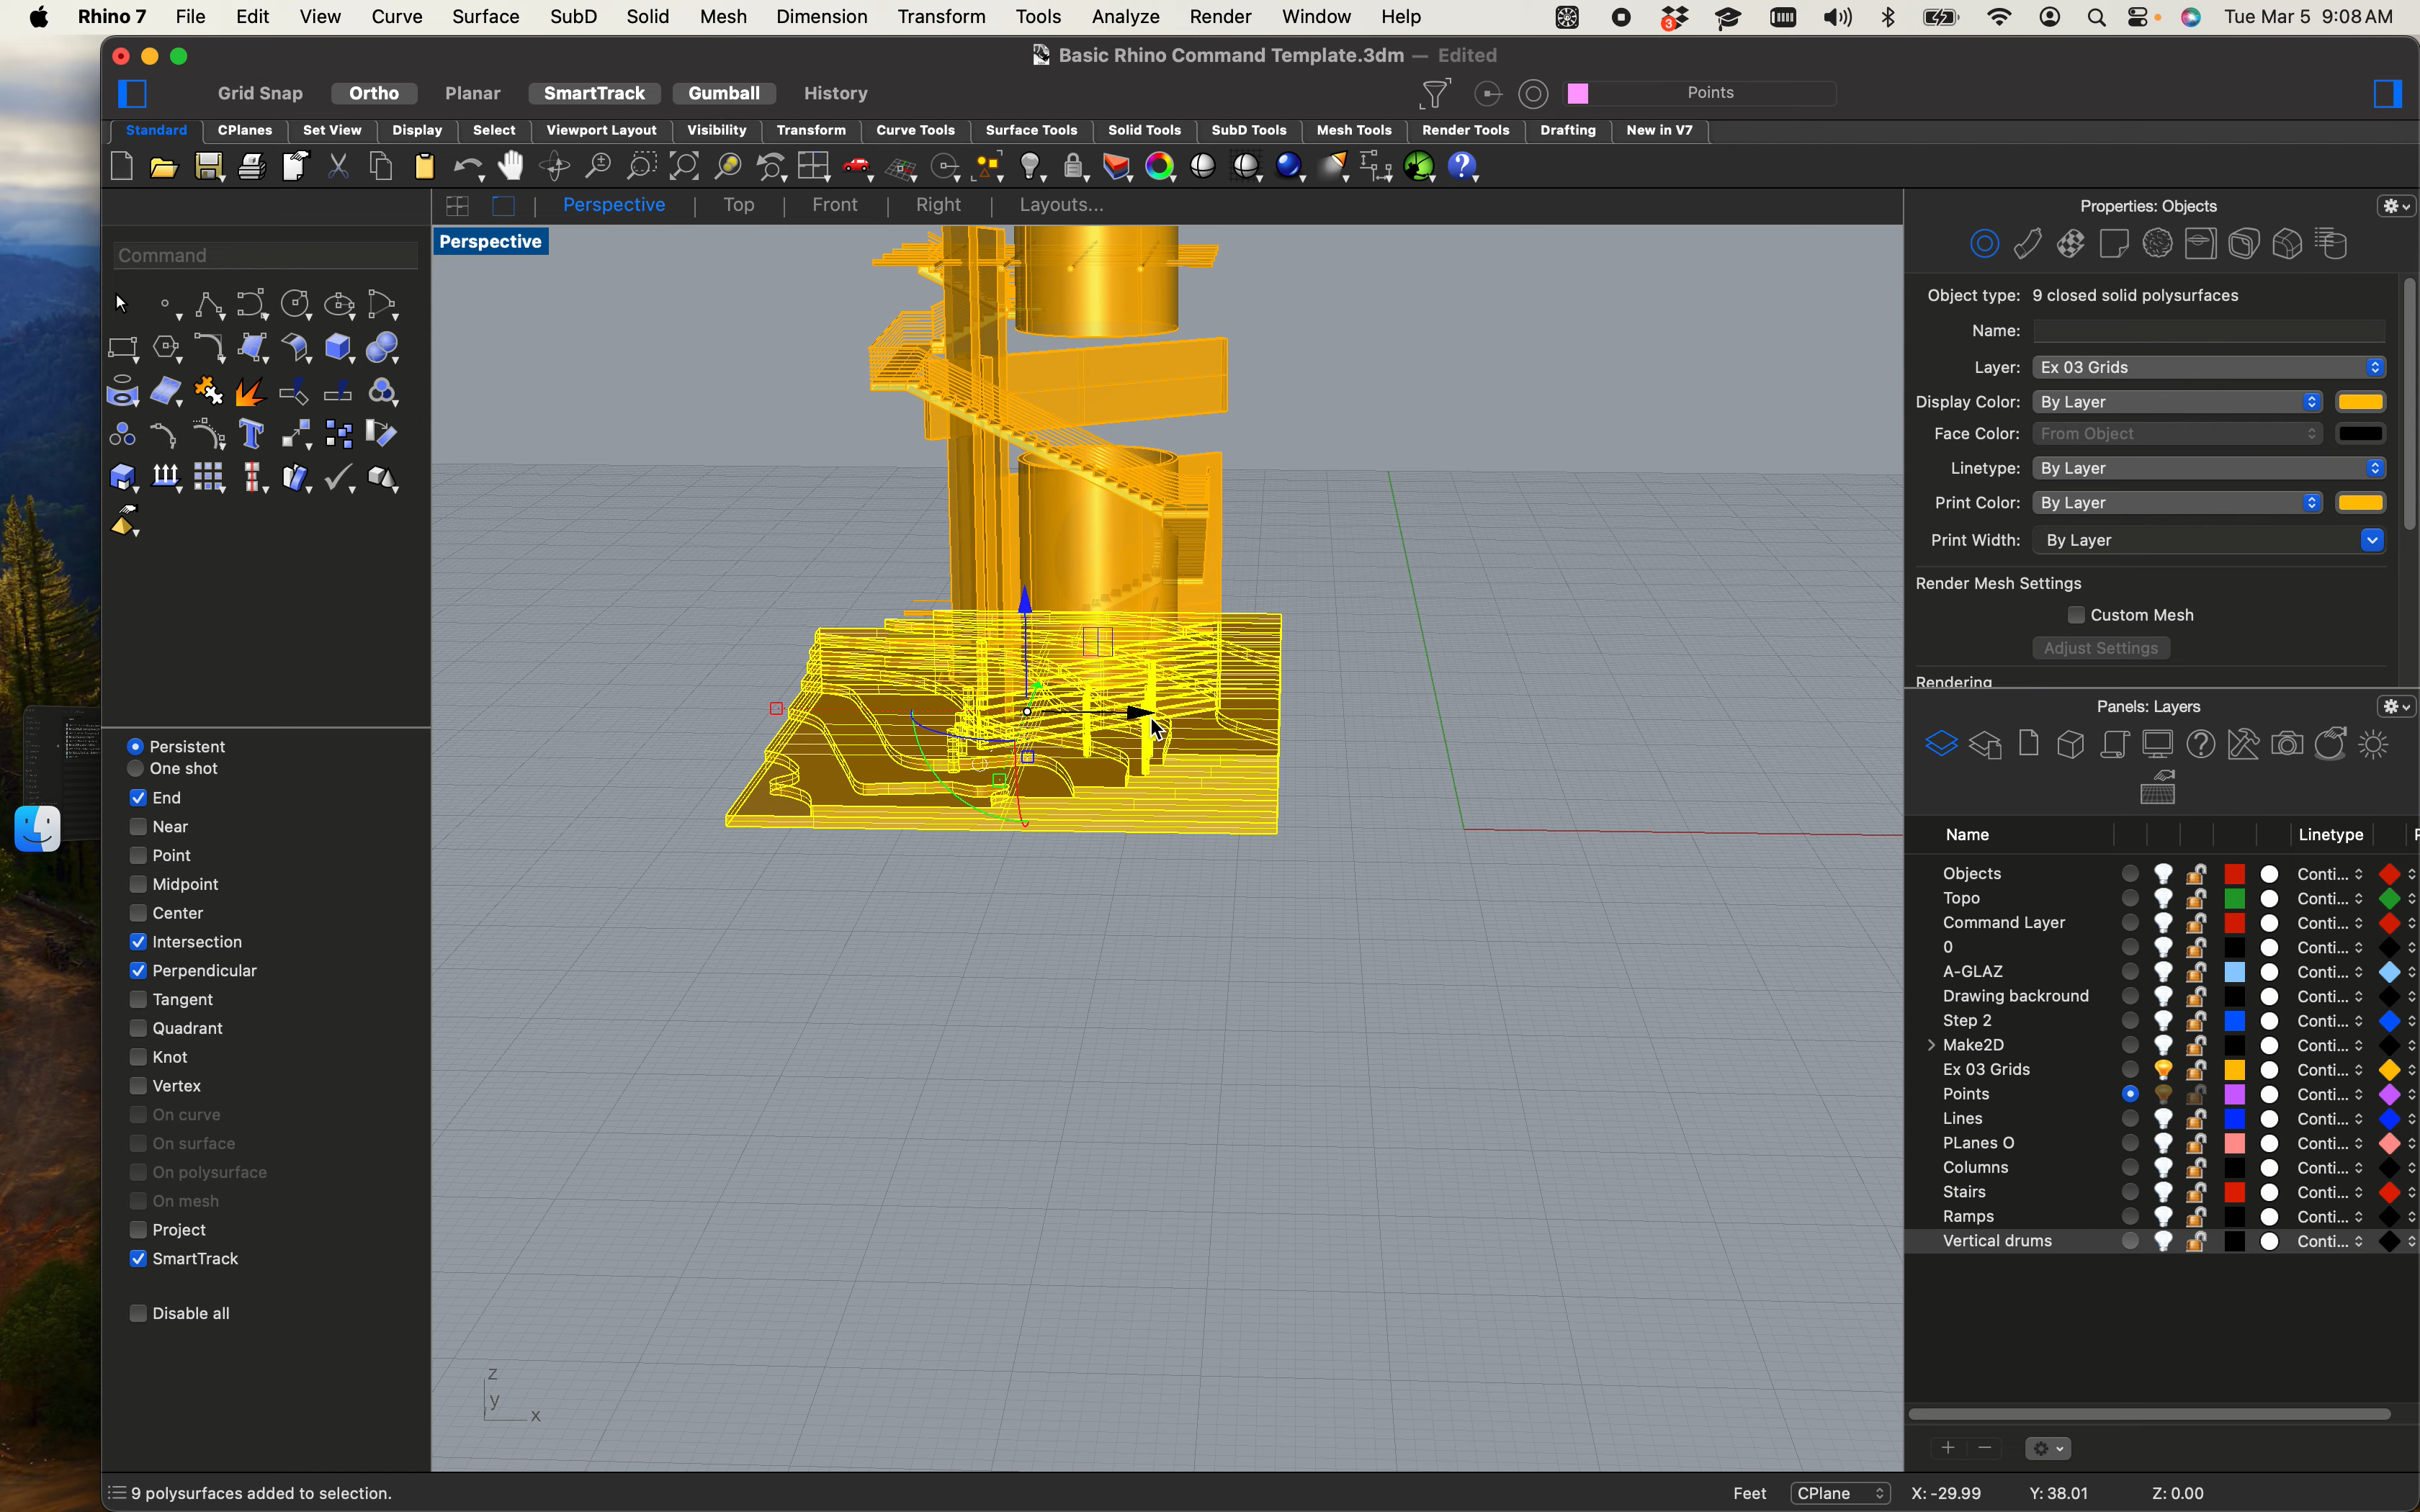 Rhino 7 File Edit View Curve Surface SubD Solid Mesh Dimension Transform Tools Analyze Render Window Help 3 Tue Mar 5 9:08 AM
Basic Rhino Command Template.3dm — Edited
Grid Snap Ortho Planar SmartTrack Gumball History Points
Standard CPlanes Set View Display Select Viewport Layout Visibility Transform Curve Tools Surface Tools Solid Tools SubD Tools Mesh Tools Render Tools Drafting New in V7
Perspective Top Front Right Layouts...
Perspective
Command
Persistent
One shot
End
Near
Point
Midpoint
Center
Intersection
Perpendicular
Tangent
Quadrant
Knot
Vertex
On curve
On surface
On polysurface
On mesh
Project
SmartTrack
Disable all
z
y
x
Properties: Objects
Object type: 9 closed solid polysurfaces
Name:
Layer: Ex 03 Grids
Display Color: By Layer
Face Color: From Object
Linetype: By Layer
Print Color: By Layer
Print Width: By Layer
Render Mesh Settings
Custom Mesh
Adjust Settings
Rendering
Panels: Layers
Name Linetype
Objects Conti...
Topo Conti...
Command Layer Conti...
0 Conti...
A-GLAZ Conti...
Drawing backround Conti...
Step 2 Conti...
Make2D Conti...
Ex 03 Grids Conti...
Points Conti...
Lines Conti...
PLanes O Conti...
Columns Conti...
Stairs Conti...
Ramps Conti...
Vertical drums Conti...
9 polysurfaces added to selection. Feet CPlane X: -29.99 Y: 38.01 Z: 0.00